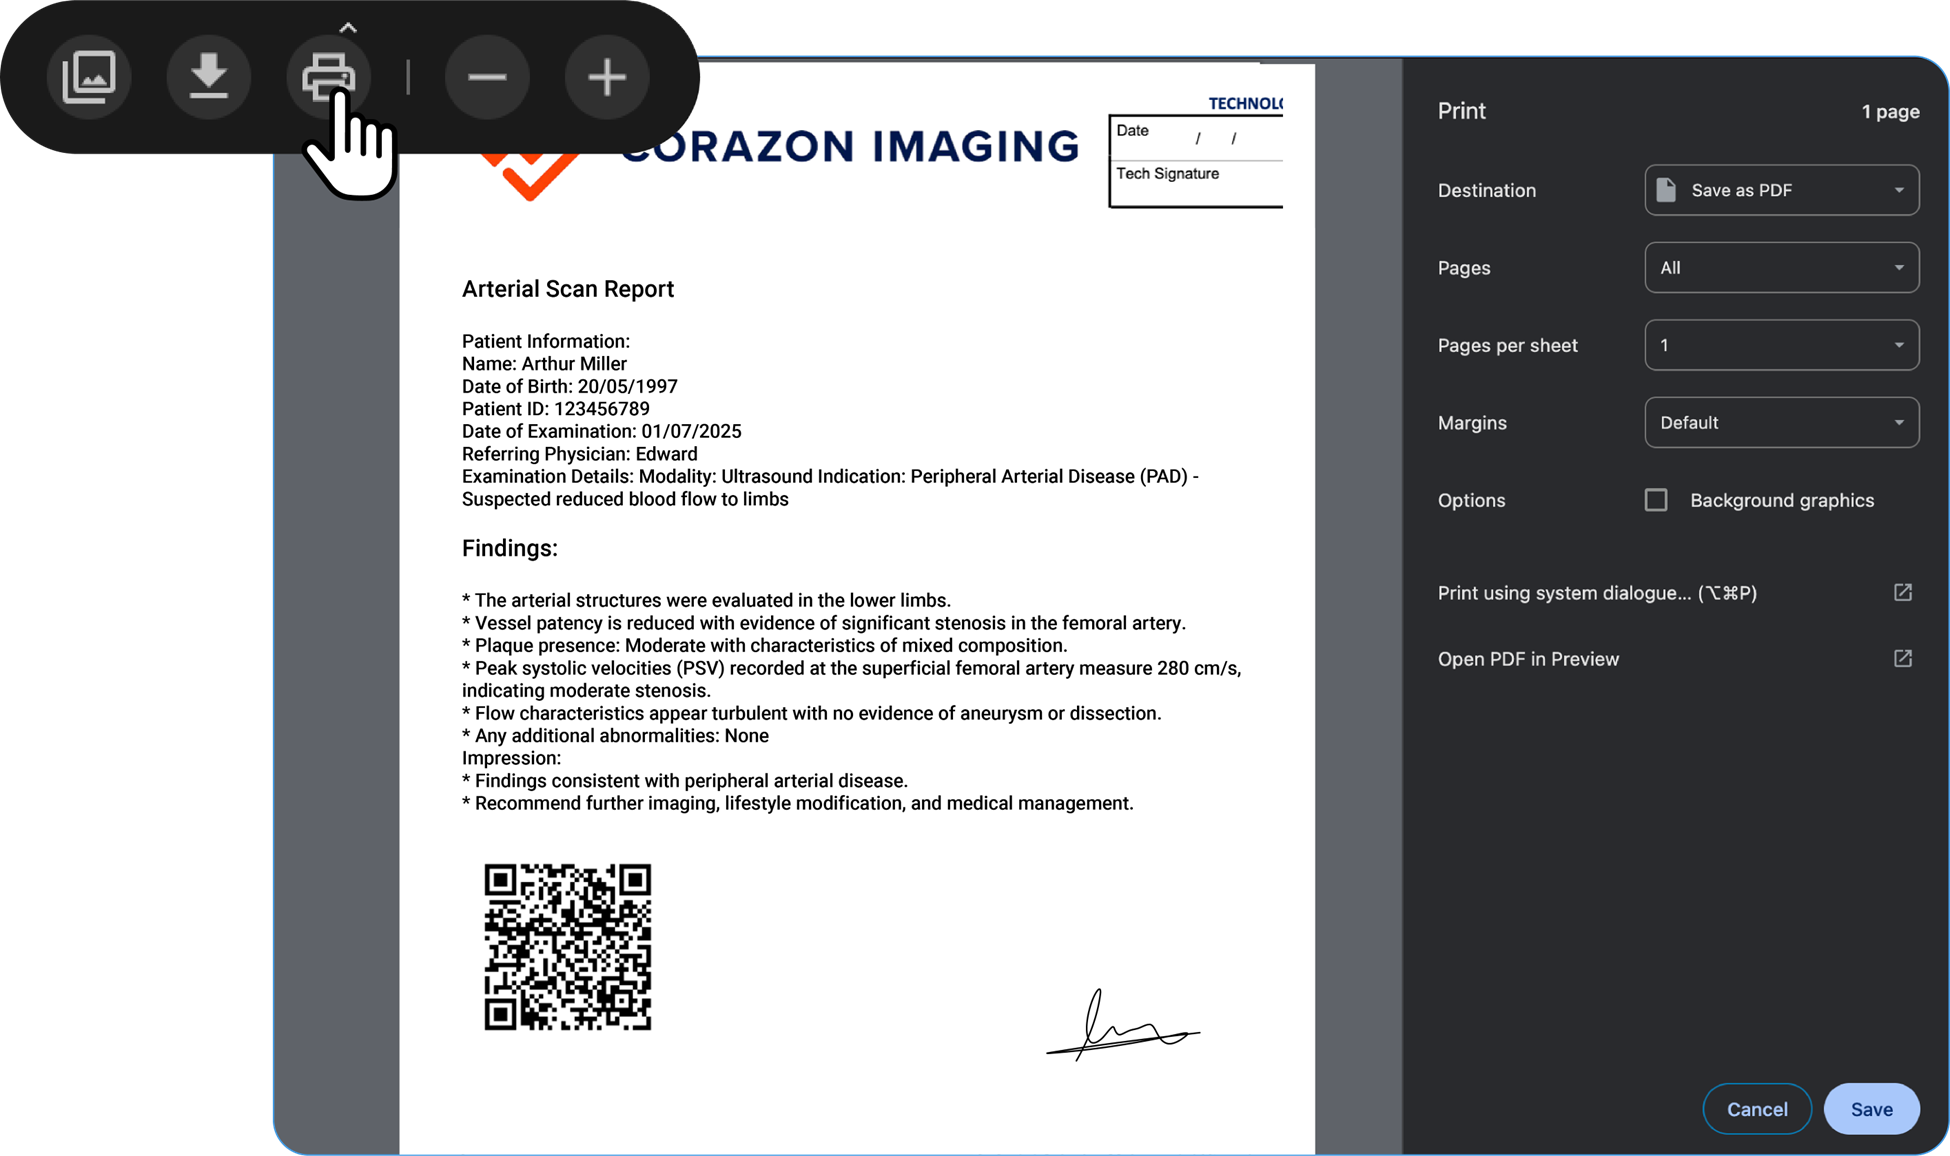 TECHNOLO
CORAZON IMAGING
Date / /
Tech Signature
Arterial Scan Report
Patient Information:
Name: Arthur Miller
Date of Birth: 20/05/1997
Patient ID: 123456789
Date of Examination: 01/07/2025
Referring Physician: Edward
Examination Details: Modality: Ultrasound Indication: Peripheral Arterial Disease (PAD) -
Suspected reduced blood flow to limbs
Findings:
* The arterial structures were evaluated in the lower limbs.
* Vessel patency is reduced with evidence of significant stenosis in the femoral artery.
* Plaque presence: Moderate with characteristics of mixed composition.
* Peak systolic velocities (PSV) recorded at the superficial femoral artery measure 280 cm/s,
indicating moderate stenosis.
* Flow characteristics appear turbulent with no evidence of aneurysm or dissection.
* Any additional abnormalities: None
Impression:
* Findings consistent with peripheral arterial disease.
* Recommend further imaging, lifestyle modification, and medical management.
Print
1 page
Destination
Save as PDF
Pages
All
Pages per sheet
1
Margins
Default
Options
Background graphics
Print using system dialogue... (⌥⌘P)
Open PDF in Preview
Cancel
Save